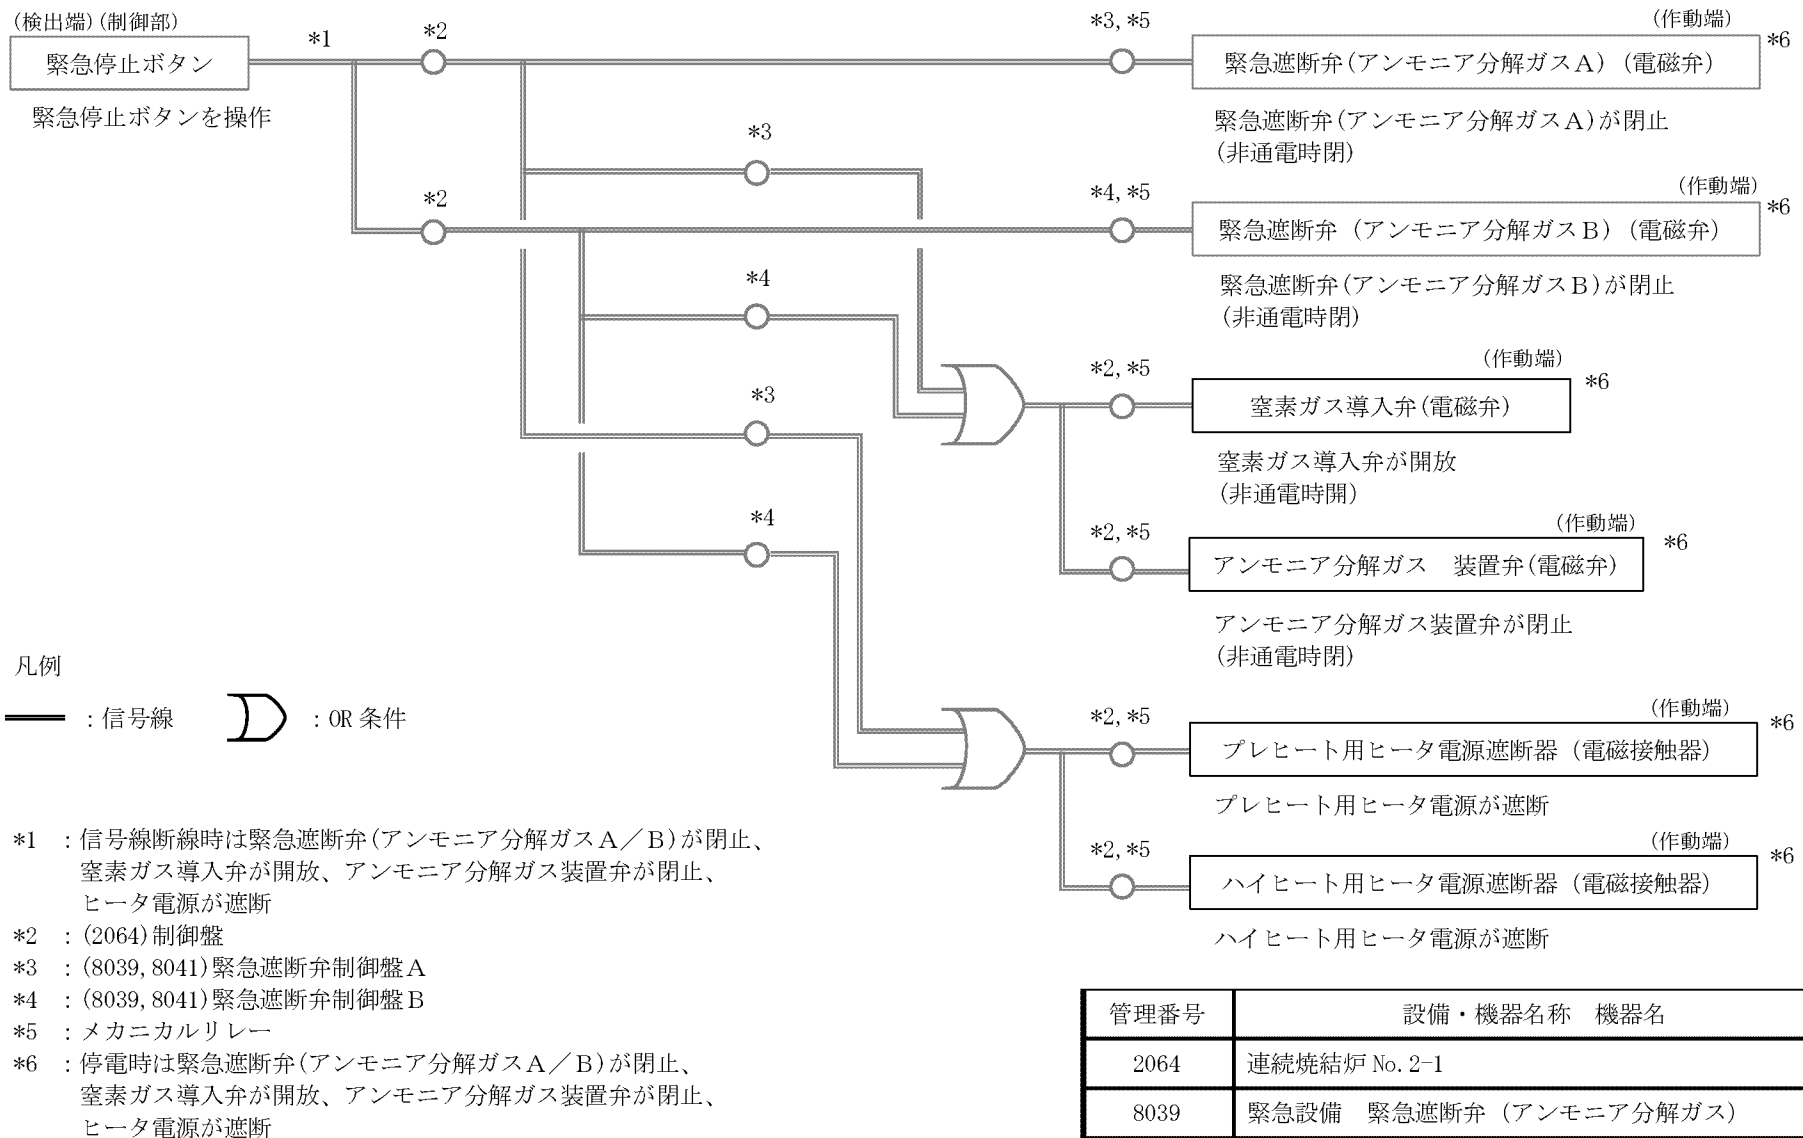 (検出端)(制御部)
緊急停止ボタン
緊急停止ボタンを操作
*1
*2
*3,*5
(作動端)
*6
緊急遮断弁(アンモニア分解ガスA) (電磁弁)
緊急遮断弁(アンモニア分解ガスA)が閉止
(非通電時閉)
*3
*2
*4,*5
(作動端)
*6
緊急遮断弁 (アンモニア分解ガスB) (電磁弁)
緊急遮断弁(アンモニア分解ガスB)が閉止
(非通電時閉)
*4
*2,*5
(作動端)
*6
窒素ガス導入弁(電磁弁)
窒素ガス導入弁が開放
(非通電時開)
*3
*4
*2,*5
(作動端)
*6
アンモニア分解ガス 装置弁(電磁弁)
アンモニア分解ガス装置弁が閉止
(非通電時閉)
凡例
:信号線
:OR 条件
*2,*5
(作動端)
*6
プレヒート用ヒータ電源遮断器 (電磁接触器)
プレヒート用ヒータ電源が遮断
*2,*5
(作動端)
*6
ハイヒート用ヒータ電源遮断器 (電磁接触器)
ハイヒート用ヒータ電源が遮断
*1 :信号線断線時は緊急遮断弁(アンモニア分解ガスA/B)が閉止、
窒素ガス導入弁が開放、アンモニア分解ガス装置弁が閉止、
ヒータ電源が遮断
*2 :(2064)制御盤
*3 :(8039,8041)緊急遮断弁制御盤A
*4 :(8039,8041)緊急遮断弁制御盤B
*5 :メカニカルリレー
*6 :停電時は緊急遮断弁(アンモニア分解ガスA/B)が閉止、
窒素ガス導入弁が開放、アンモニア分解ガス装置弁が閉止、
ヒータ電源が遮断
管理番号 設備・機器名称 機器名
2064 連続焼結炉 No.2-1
8039 緊急設備 緊急遮断弁 (アンモニア分解ガス)